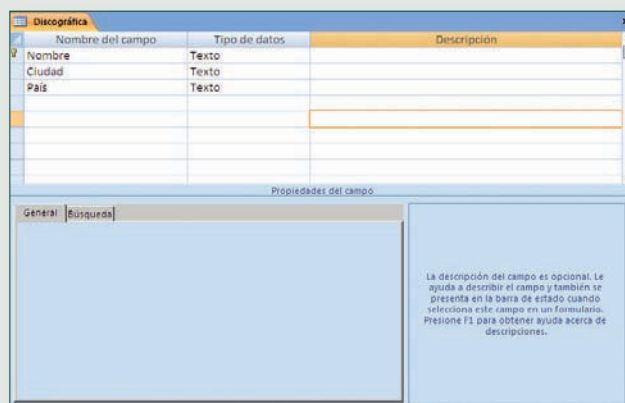 Discográfica
Nombre del campo Tipo de datos Descripción
Nombre Texto
Ciudad Texto
País Texto
Propiedades del campo
General Búsqueda
La descripción del campo es opcional. Le
ayuda a describir el campo y también se
presenta en la barra de estado cuando
selecciona este campo en un formulario.
Presione F1 para obtener ayuda acerca de
descripciones.